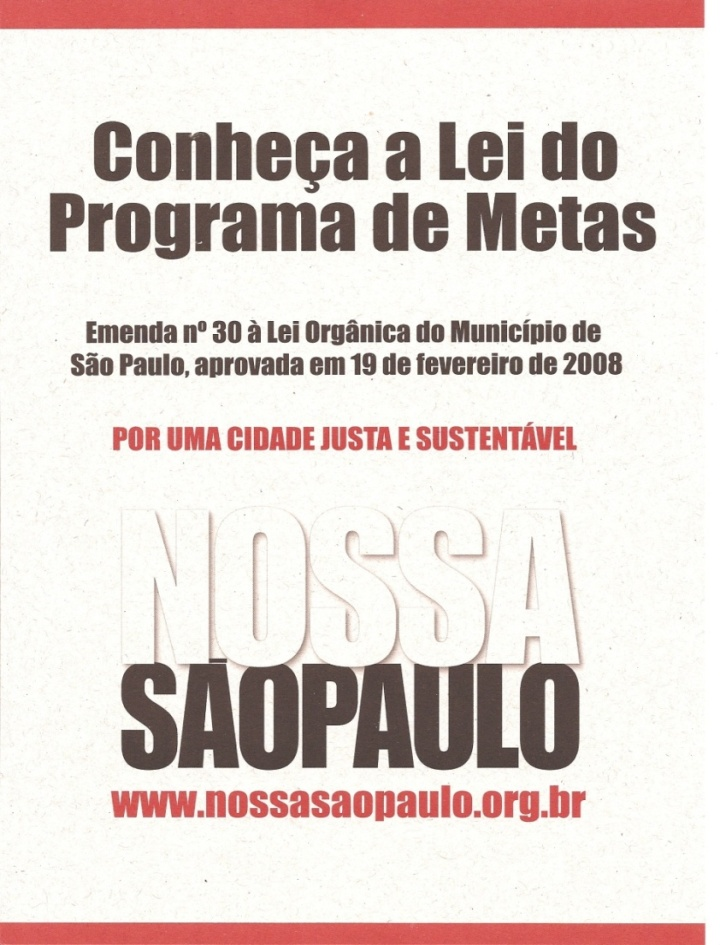 Conheça a Lei do
Programa de Metas
Emenda nº 30 à Lei Orgânica do Município de
São Paulo, aprovada em 19 de fevereiro de 2008
POR UMA CIDADE JUSTA E SUSTENTÁVEL
NOSSA
SÃOPAULO
www.nossasaopaulo.org.br